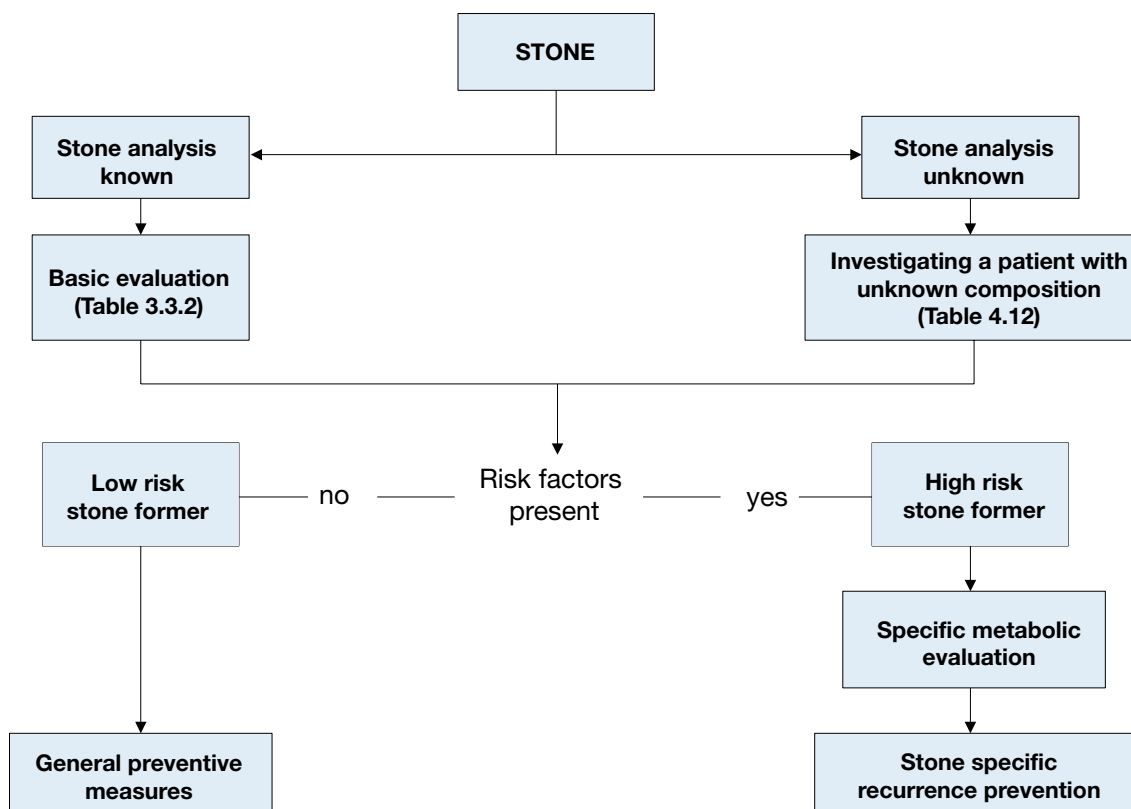 STONE
Stone analysis
known
Stone analysis
unknown
Basic evaluation
(Table 3.3.2)
Investigating a patient with
unknown composition
(Table 4.12)
Low risk
stone former
no
Risk factors
present
yes
High risk
stone former
Specific metabolic
evaluation
General preventive
measures
Stone specific
recurrence prevention